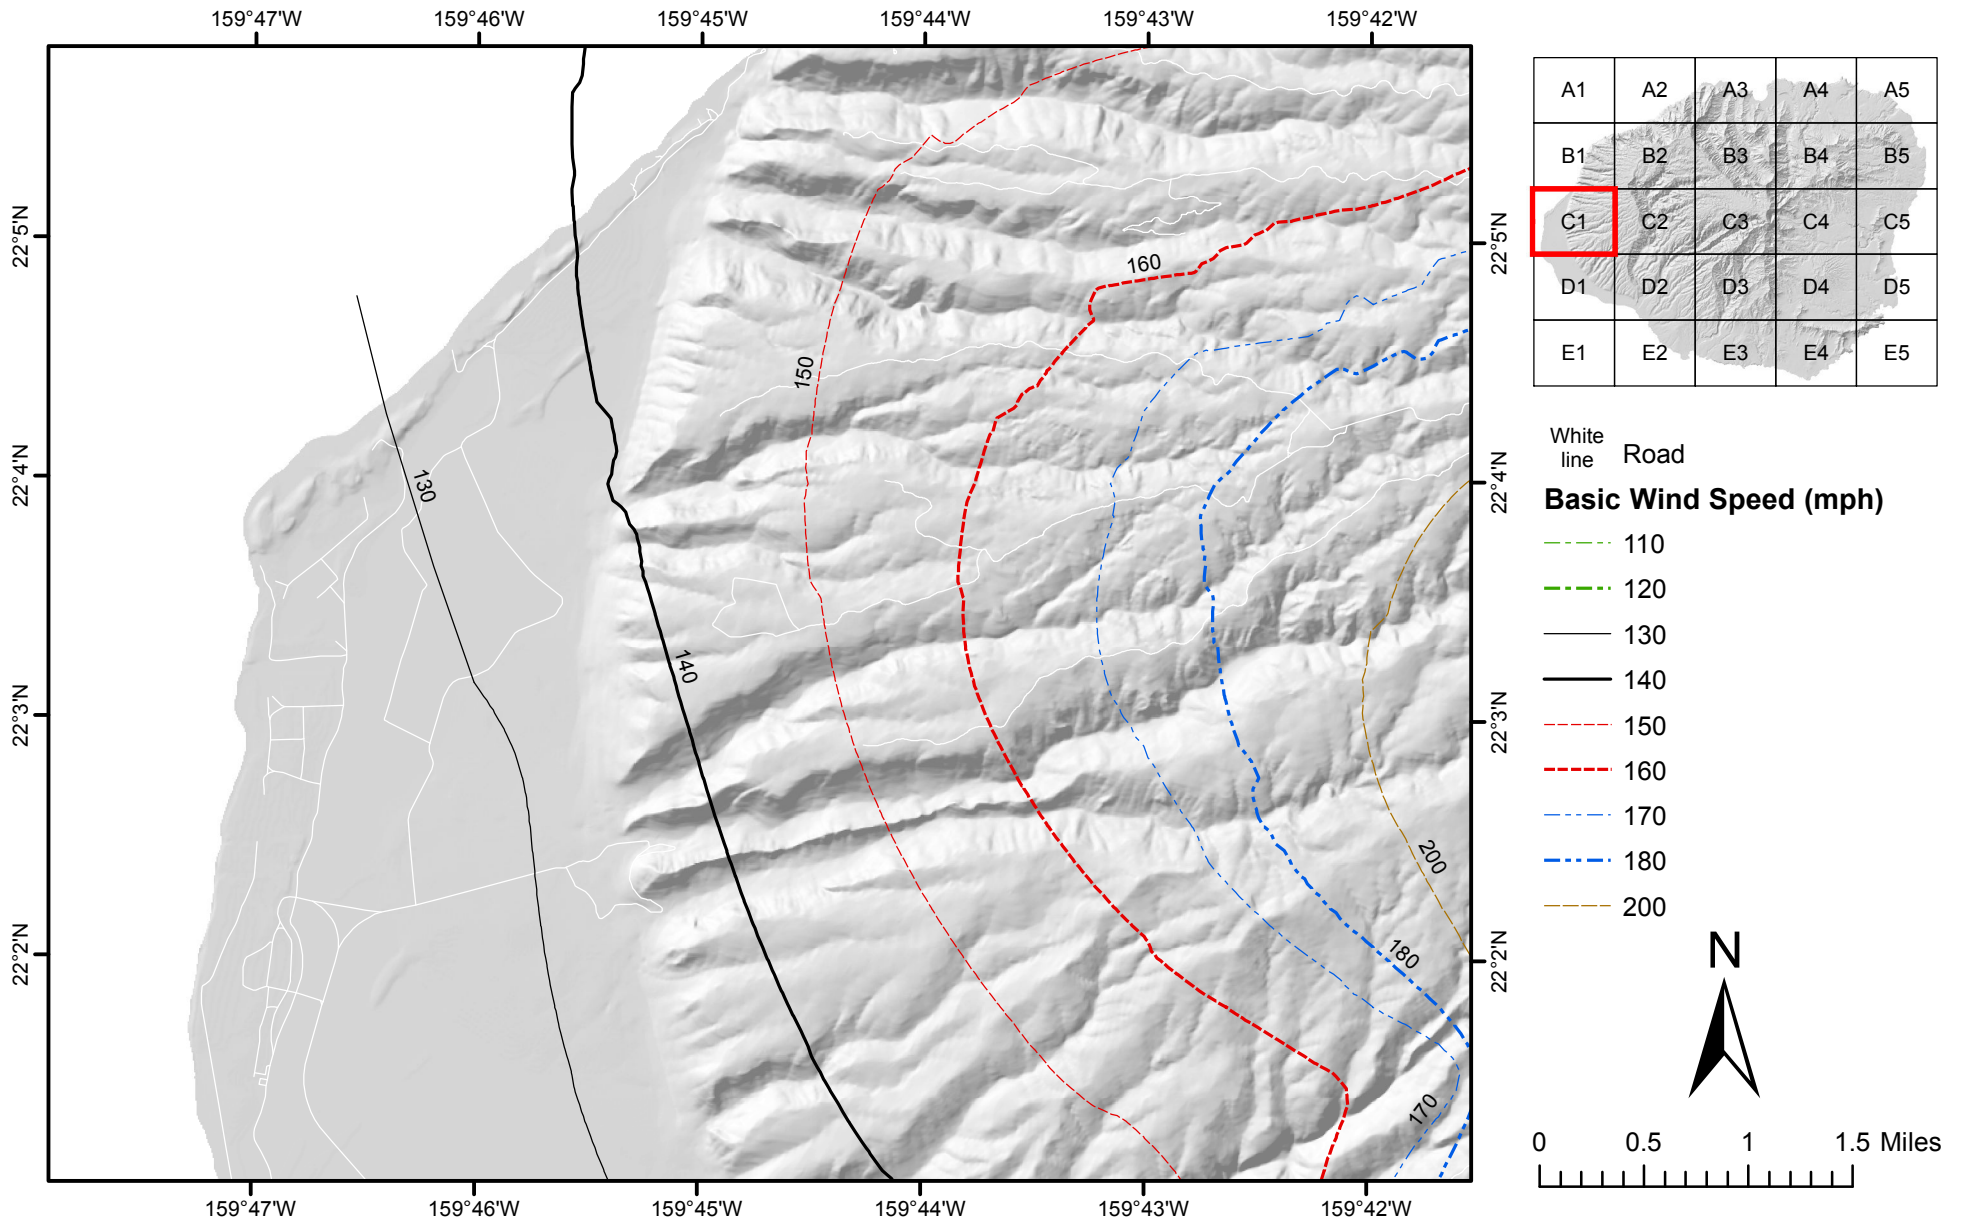 159°47'W 159°46'W 159°45'W 159°44'W 159°43'W 159°42'W
22°5'N
22°4'N
22°3'N
22°2'N
130
140
150
160
200
180
170
22°5'N
22°4'N
22°3'N
22°2'N
159°47'W 159°46'W 159°45'W 159°44'W 159°43'W 159°42'W
A1 A2 A3 A4 A5
B1 B2 B3 B4 B5
C1 C2 C3 C4 C5
D1 D2 D3 D4 D5
E1 E2 E3 E4 E5
White
line Road
Basic Wind Speed (mph)
110
120
130
140
150
160
170
180
200
N
0 0.5 1 1.5 Miles